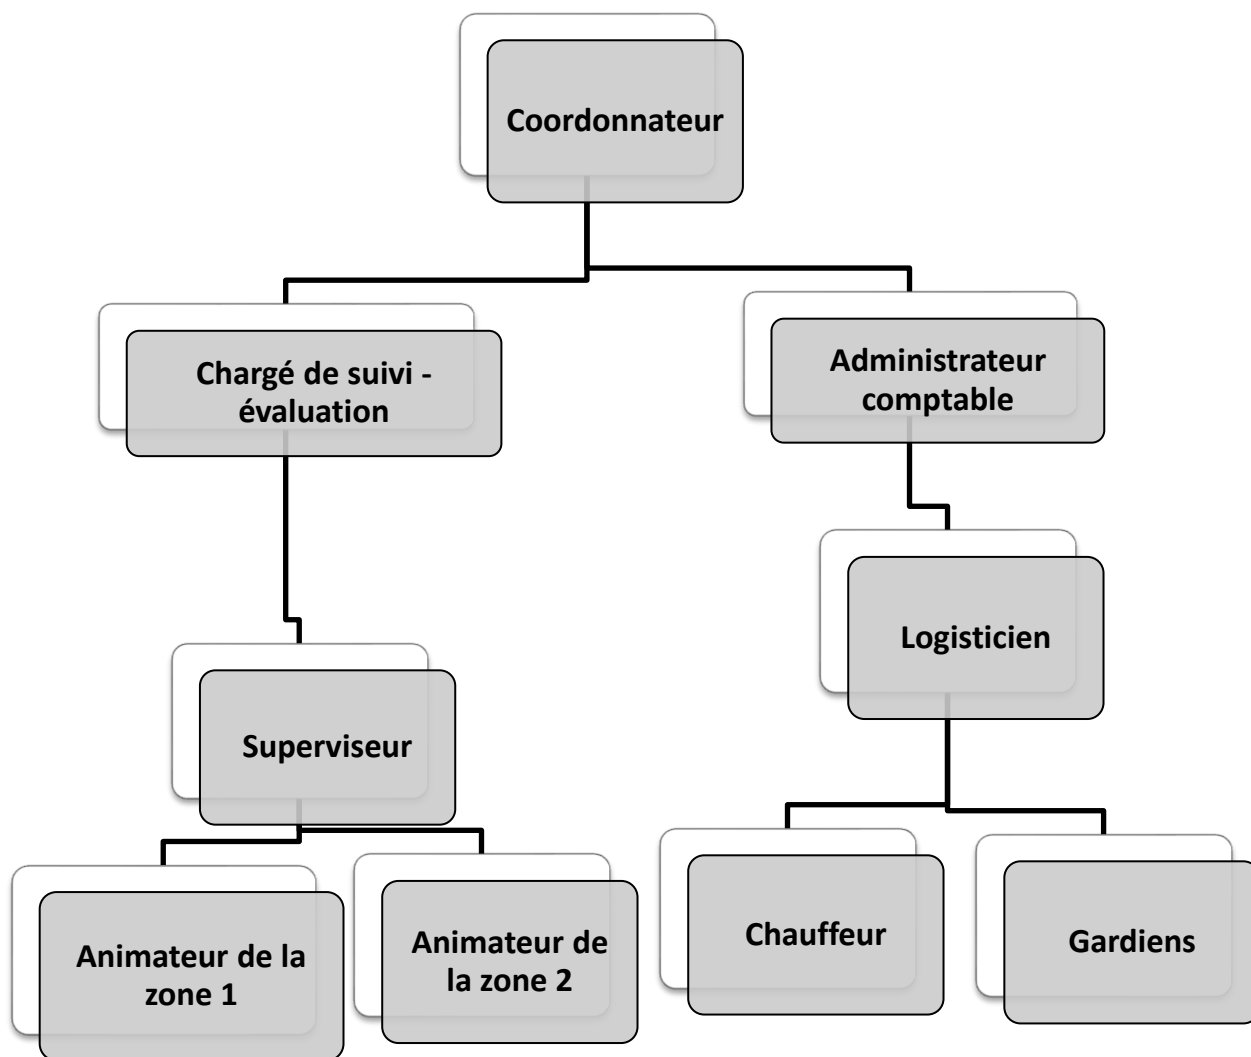 Coordonnateur
Chargé de suivi -
évaluation
Administrateur
comptable
Logisticien
Superviseur
Animateur de la
zone 1
Animateur de
la zone 2
Chauffeur
Gardiens